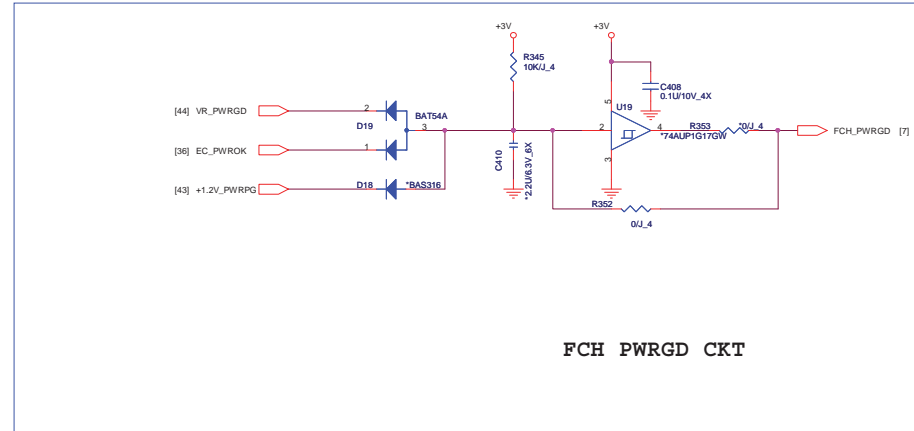 +3V
+3V
R345
10K/J_4
C408
0.1U/10V_4X
[44] VR_PWRGD
2
BAT54A
U19
5
D19
3
2
4
R353
*0/J_4
FCH_PWRGD [7]
*74AUP1G17GW
[36] EC_PWROK
1
C410
*2.2U/6.3V_6X
3
[43] +1.2V_PWRPG
D18
*BAS316
R352
0/J_4
FCH PWRGD CKT